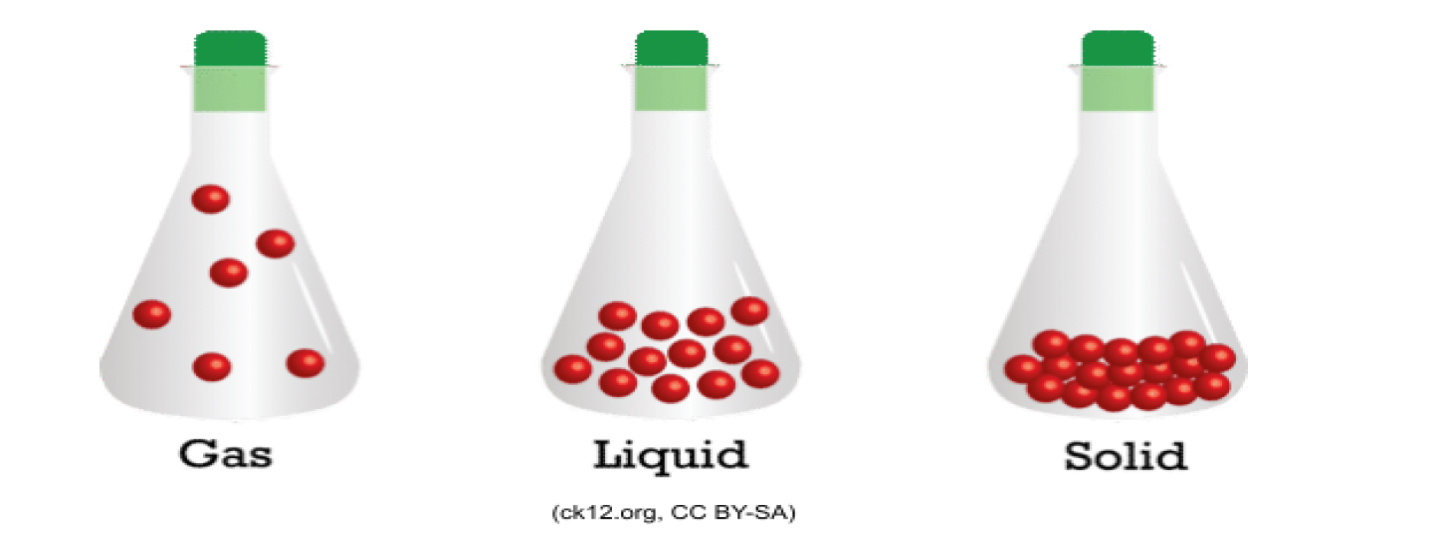 Gas
Liquid
Solid
(ck12.org, CC BY-SA)